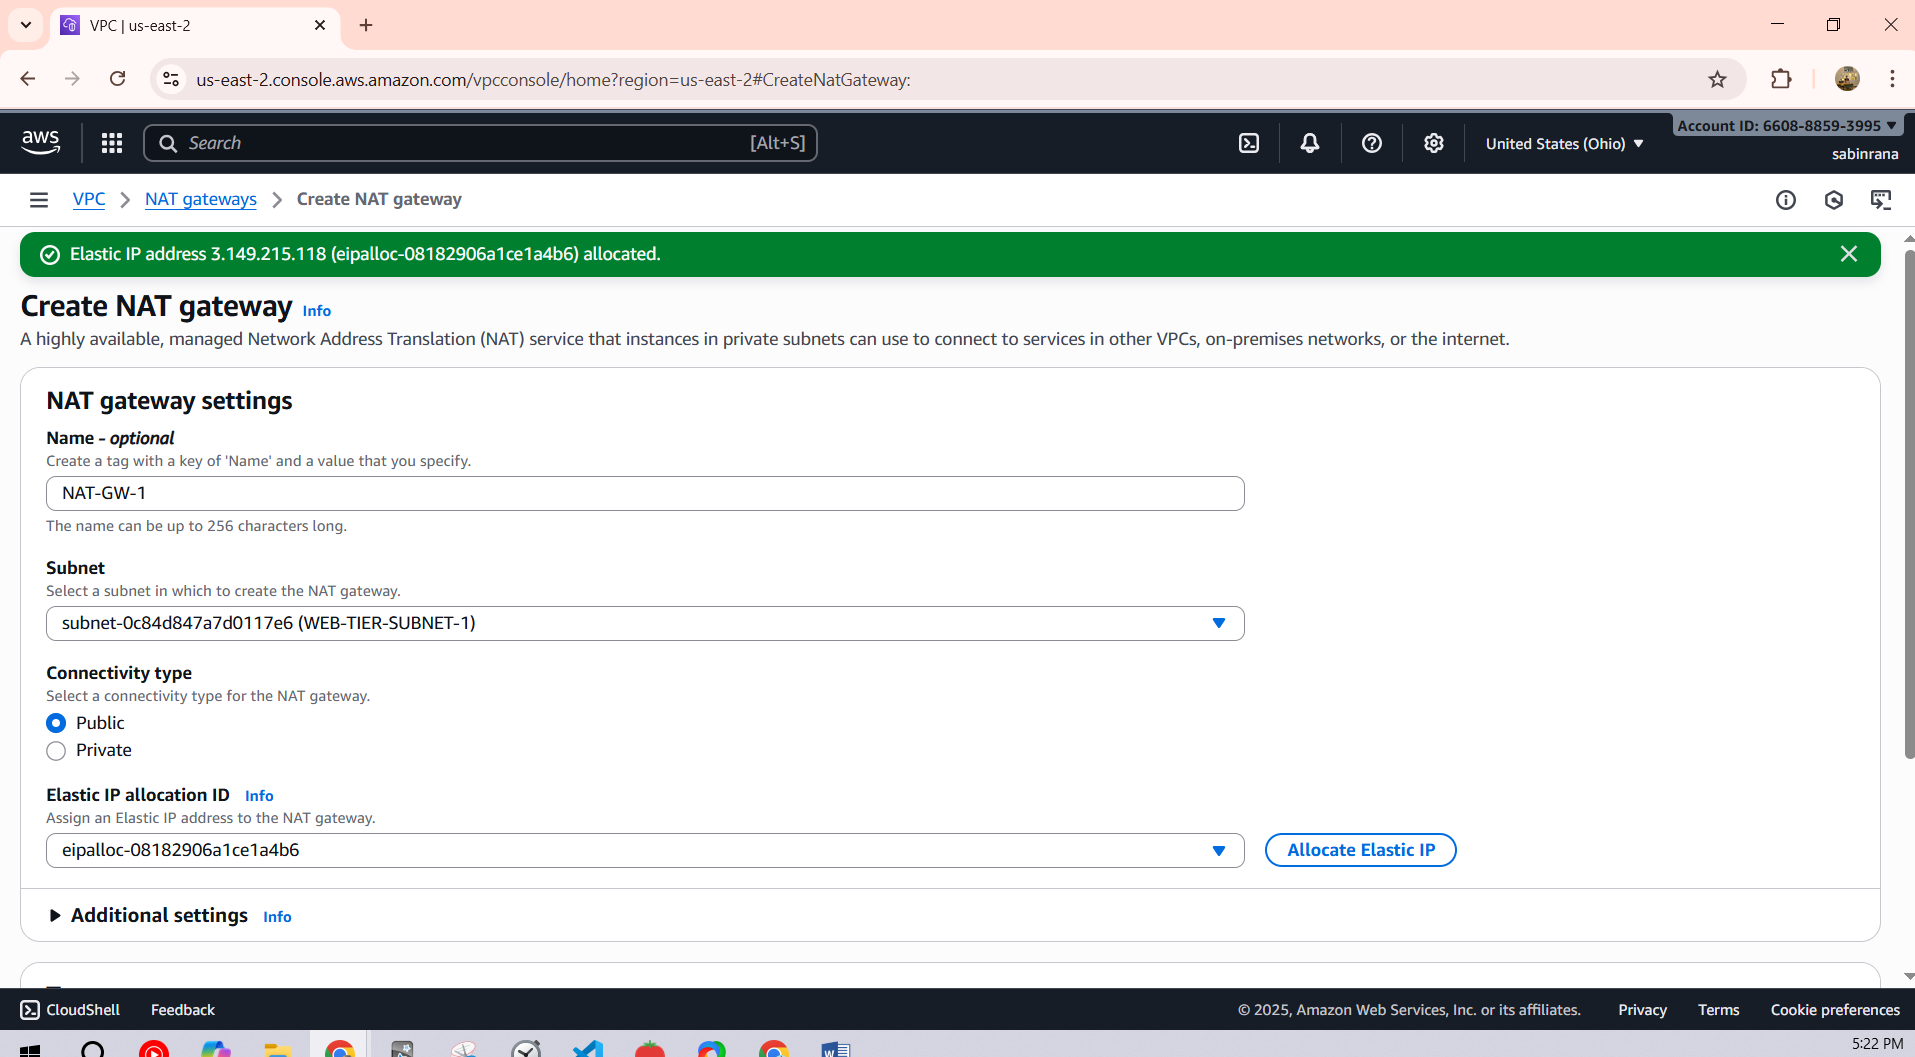 VPC | us-east-2
us-east-2.console.aws.amazon.com/vpcconsole/home?region=us-east-2#CreateNatGateway:
aws
Search
[Alt+S]
United States (Ohio)
Account ID: 6608-8859-3995
sabinrana
VPC
NAT gateways
Create NAT gateway
Elastic IP address 3.149.215.118 (eipalloc-08182906a1ce1a4b6) allocated.
Create NAT gateway Info
A highly available, managed Network Address Translation (NAT) service that instances in private subnets can use to connect to services in other VPCs, on-premises networks, or the internet.
NAT gateway settings
Name - optional
Create a tag with a key of 'Name' and a value that you specify.
NAT-GW-1
The name can be up to 256 characters long.
Subnet
Select a subnet in which to create the NAT gateway.
subnet-0c84d847a7d0117e6 (WEB-TIER-SUBNET-1)
Connectivity type
Select a connectivity type for the NAT gateway.
Public
Private
Elastic IP allocation ID Info
Assign an Elastic IP address to the NAT gateway.
eipalloc-08182906a1ce1a4b6
Allocate Elastic IP
Additional settings Info
CloudShell
Feedback
© 2025, Amazon Web Services, Inc. or its affiliates.
Privacy
Terms
Cookie preferences
5:22 PM